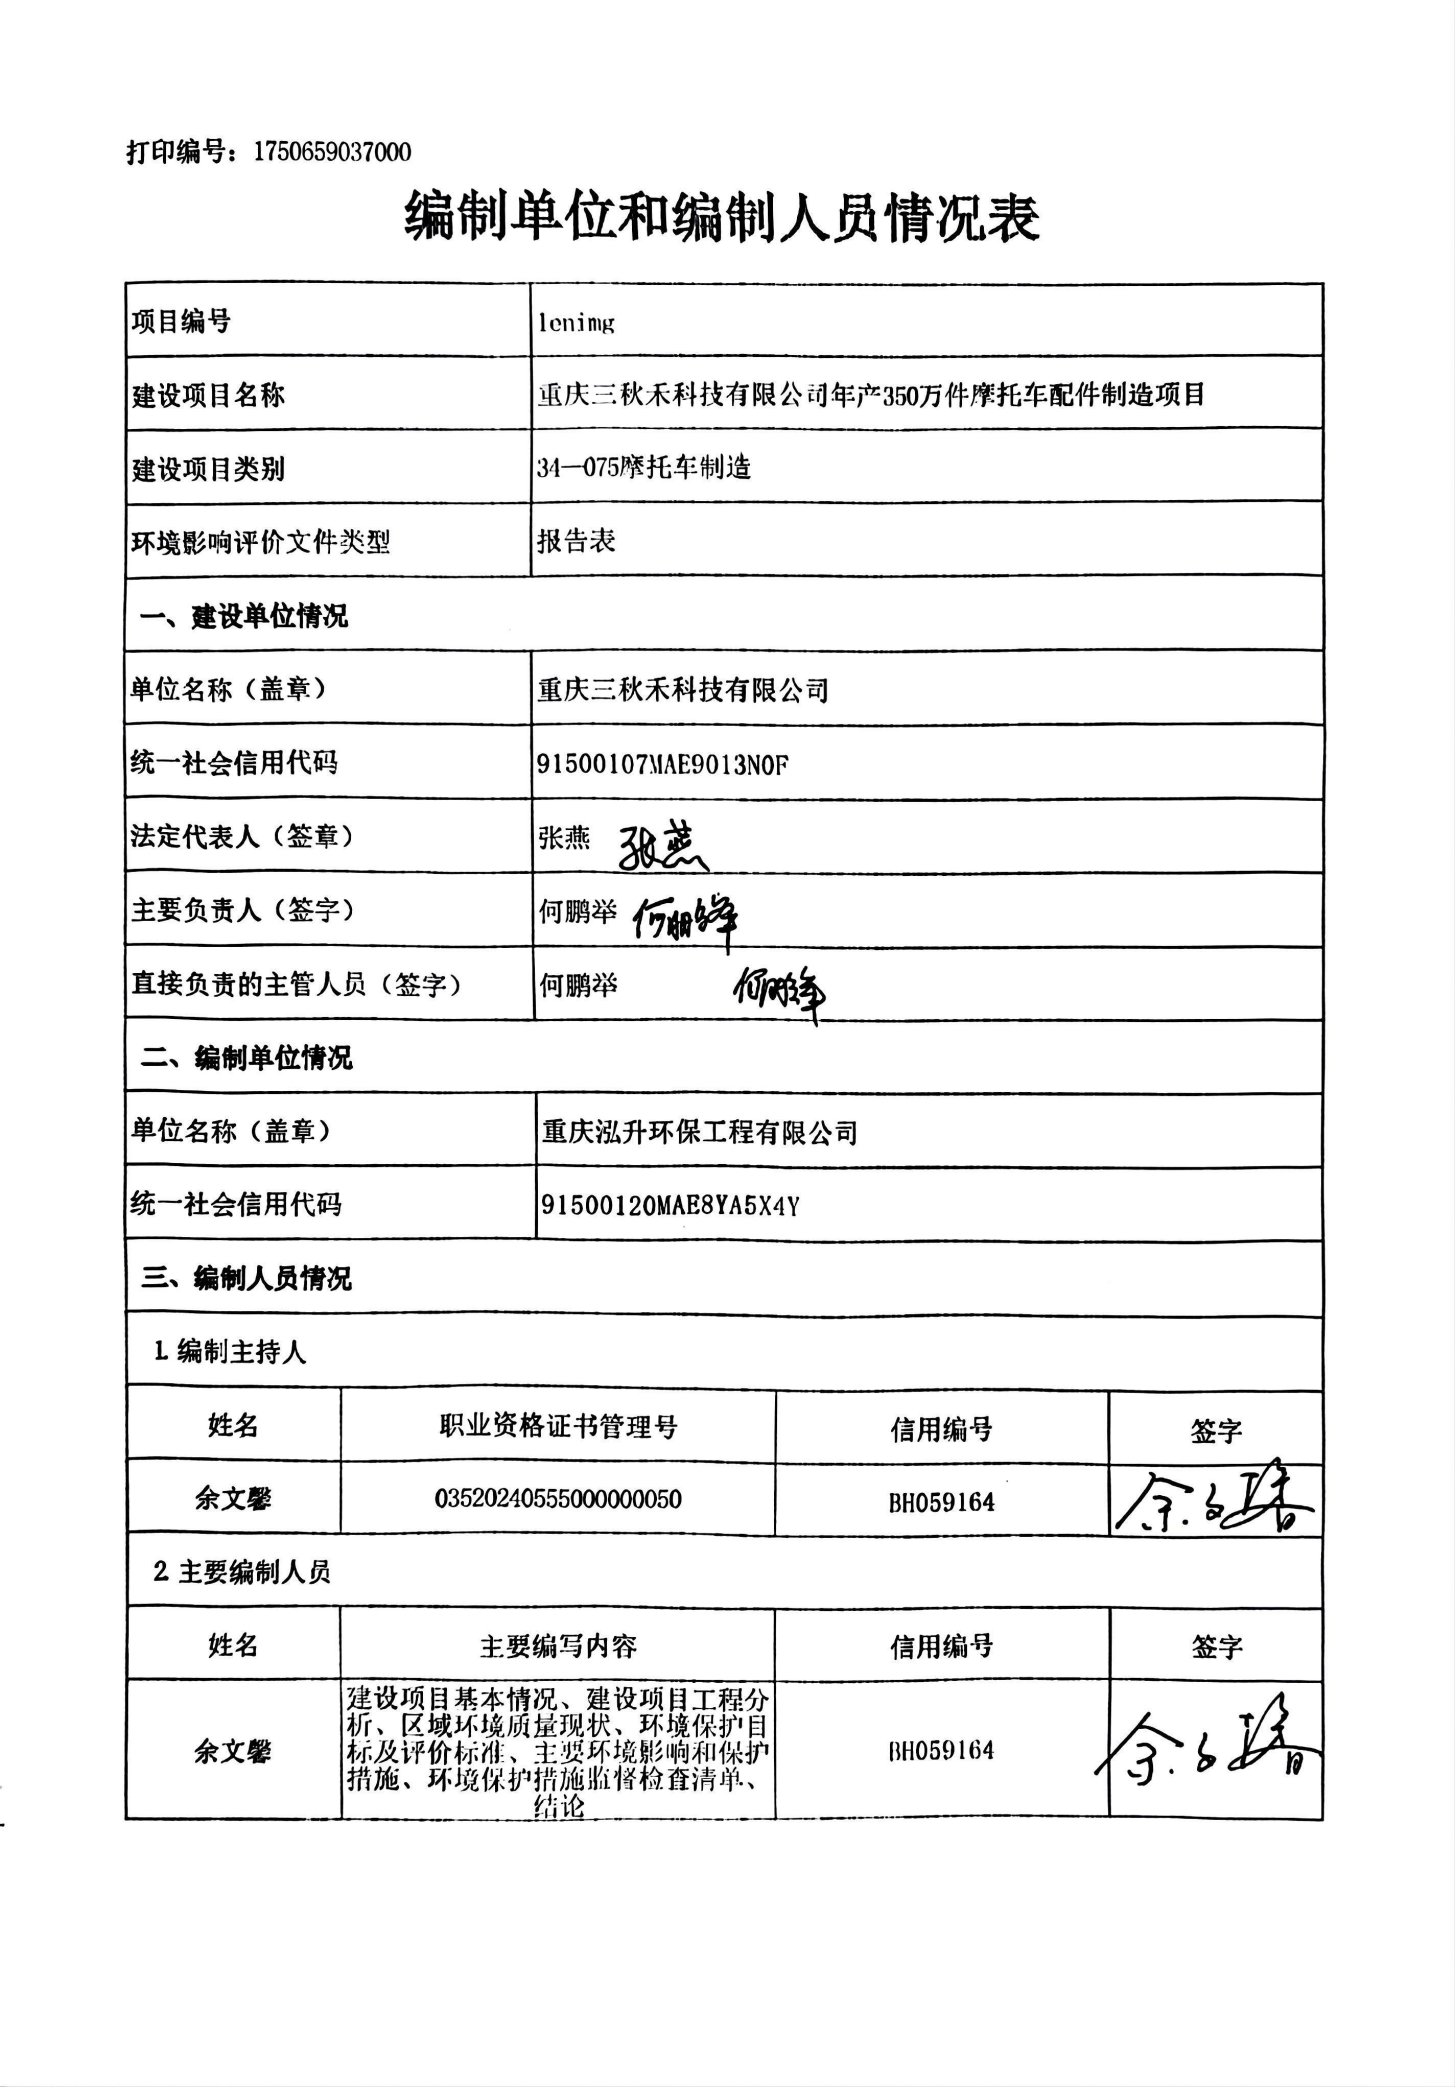 打印编号：1750659037000
编制单位和编制人员情况表
项目编号 lenimg
建设项目名称 重庆三秋禾科技有限公司年产350万件摩托车配件制造项目
建设项目类别 34—075摩托车制造
环境影响评价文件类型 报告表
一、建设单位情况
单位名称（盖章） 重庆三秋禾科技有限公司
统一社会信用代码 91500107MAE9013N0F
法定代表人（签章） 张燕 张燕
主要负责人（签字） 何鹏举
直接负责的主管人员（签字） 何鹏举
二、编制单位情况
单位名称（盖章） 重庆泓升环保工程有限公司
统一社会信用代码 91500120MAE8YA5X4Y
三、编制人员情况
1.编制主持人
姓名 职业资格证书管理号 信用编号 签字
余文馨 03520240555000000050 BH059164
2.主要编制人员
姓名 主要编写内容 信用编号 签字
建设项目基本情况、建设项目工程分
析、区域环境质量现状、环境保护目
余文馨 标及评价标准、主要环境影响和保护 BH059164
措施、环境保护措施监督检查清单、
结论